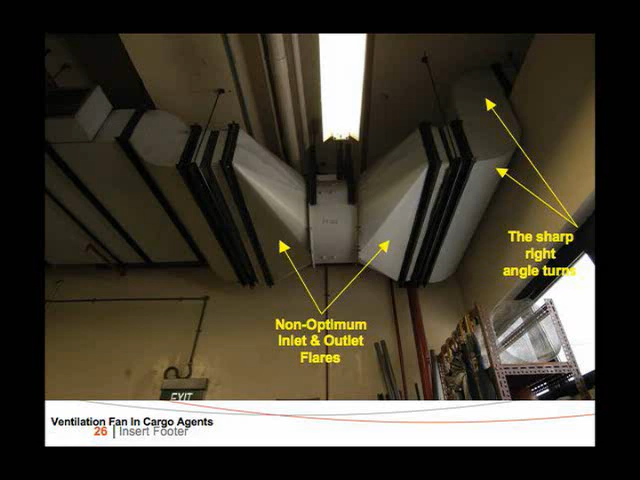 The sharp
right
angle turns
Non-Optimum
Inlet & Outlet
Flares
EXIT
Ventilation Fan In Cargo Agents
26 | Insert Footer